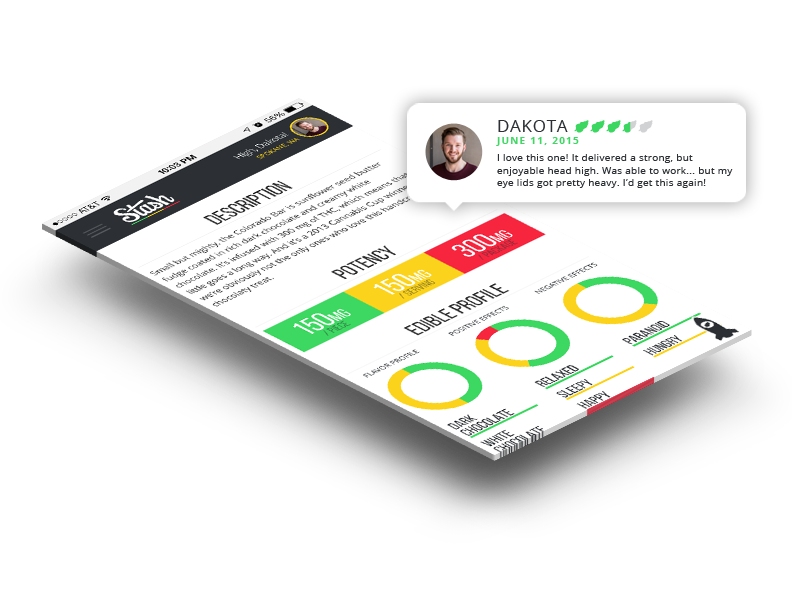 ●○○○○ AT&T
10:03 PM
56%
Stash
High, Dakota!
SPOKANE, WA
DESCRIPTION
Small but mighty, the Colorado Bar is sunflower seed butter
fudge coated in rich dark chocolate and creamy white
chocolate. It's infused with 300 mg of THC, which means that
little goes a long way. And it's a 2013 Cannabis Cup winner
we're obviously not the only ones who love this handc
chocolaty treat.
POTENCY
150MG
/ PIECE
150MG
/ SERVING
300MG
/ PACKAGE
EDIBLE PROFILE
FLAVOR PROFILE
POSITIVE EFFECTS
NEGATIVE EFFECTS
DARK
CHOCOLATE
WHITE
CHOCOLATE
RELAXED
SLEEPY
HAPPY
PARANOID
HUNGRY
DAKOTA
JUNE 11, 2015
I love this one! It delivered a strong, but
enjoyable head high. Was able to work... but my
eye lids got pretty heavy. I'd get this again!